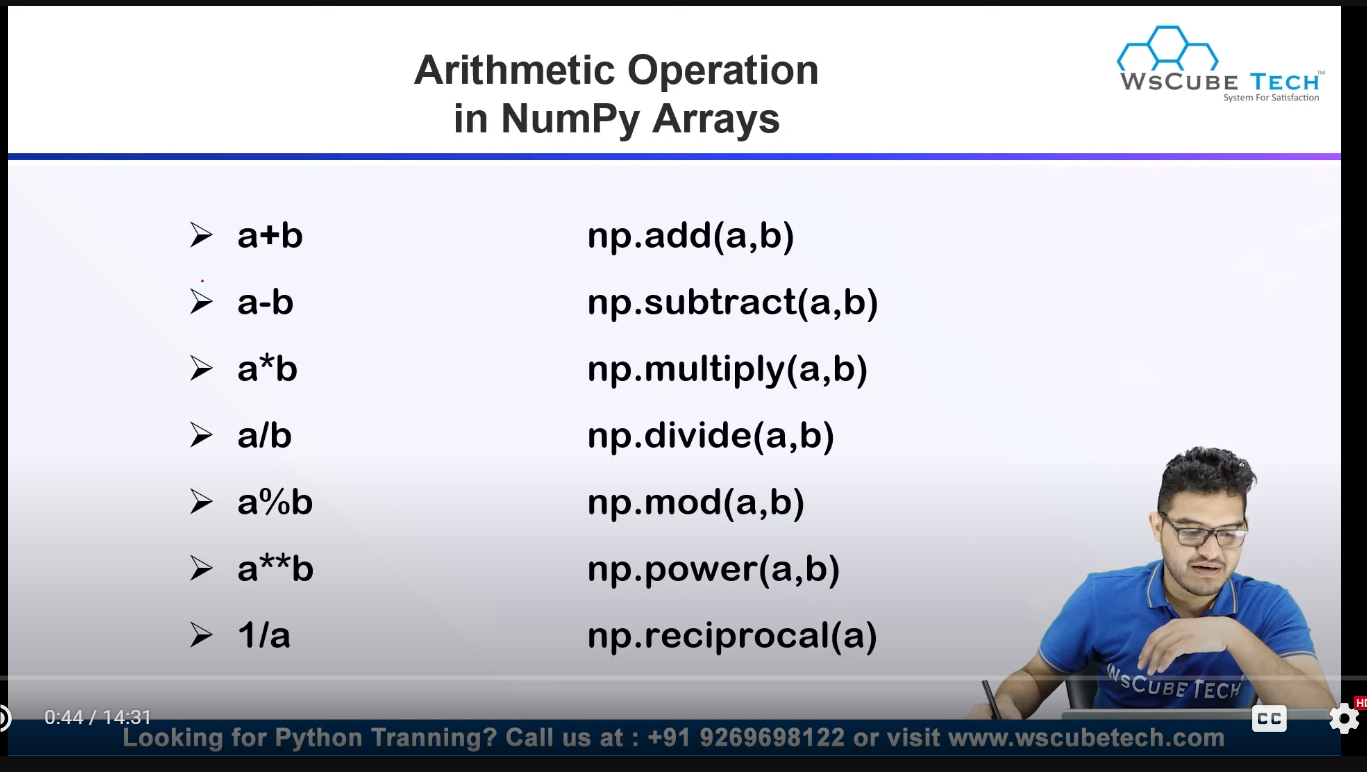 Arithmetic Operation
in NumPy Arrays
WSCUBE TECH™
System For Satisfaction
➢ a+b np.add(a,b)
➢ a-b np.subtract(a,b)
➢ a*b np.multiply(a,b)
➢ a/b np.divide(a,b)
➢ a%b np.mod(a,b)
➢ a**b np.power(a,b)
➢ 1/a np.reciprocal(a)
WSCUBE TECH
0:44 / 14:31
CC
HD
Looking for Python Tranning? Call us at : +91 9269698122 or visit www.wscubetech.com